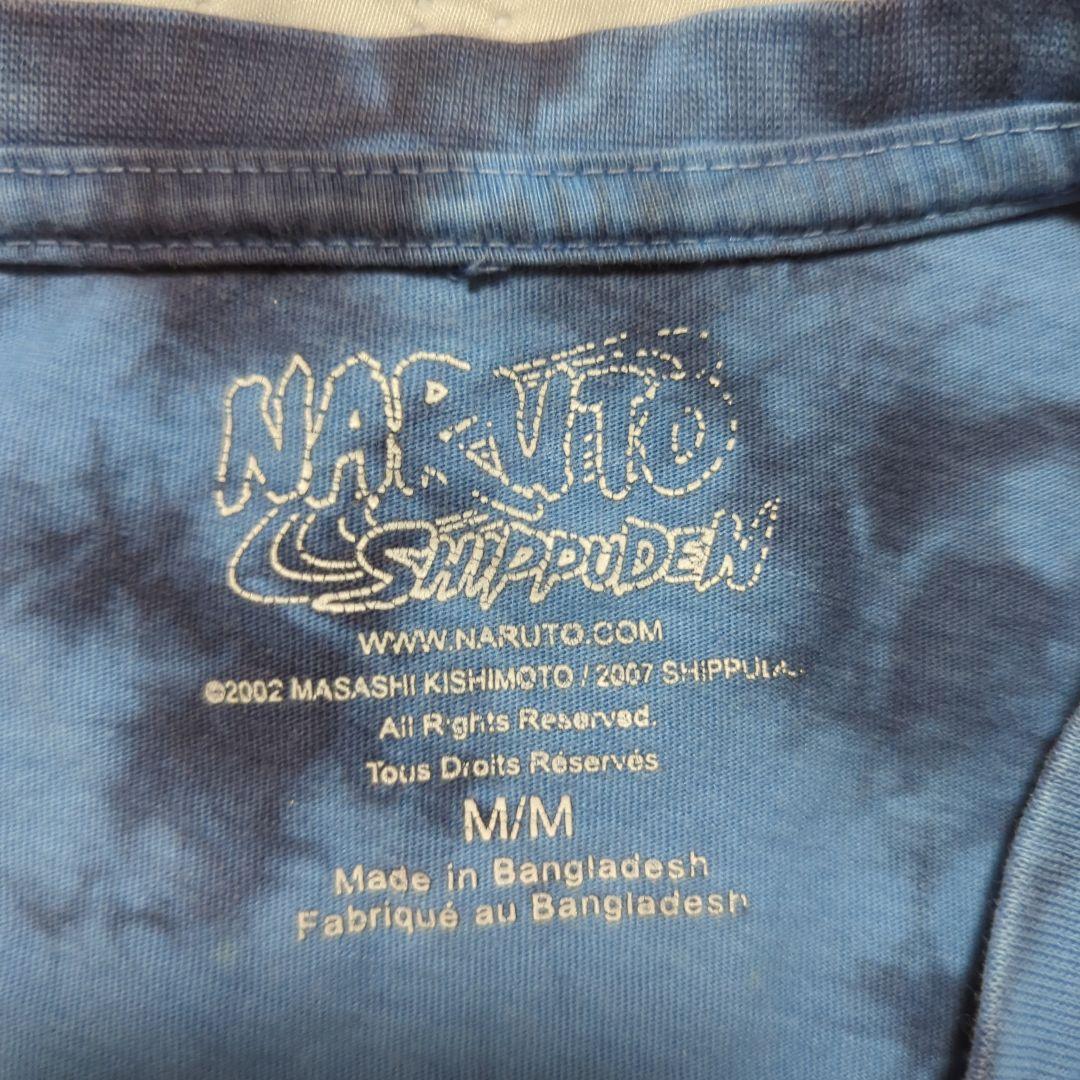 NARUTO
SHIPPUDEN
WWW.NARUTO.COM
©2002 MASASHI KISHIMOTO / 2007
All Rights Reserved.
Tous Droits Réservés
M/M
Made in Bangladesh
Fabriqué au Bangladesh